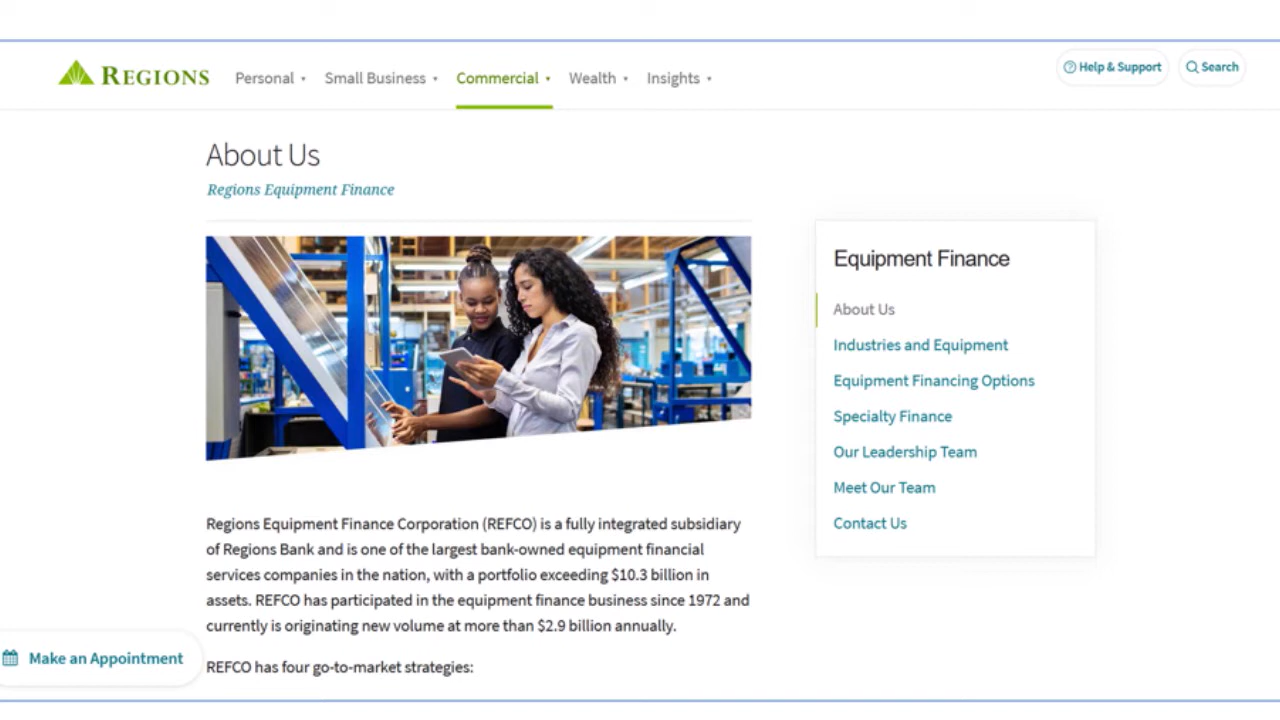 REGIONS Personal Small Business Commercial Wealth Insights Help & Support Search
About Us
Regions Equipment Finance
Equipment Finance
About Us
Industries and Equipment
Equipment Financing Options
Specialty Finance
Our Leadership Team
Meet Our Team
Contact Us
Regions Equipment Finance Corporation (REFCO) is a fully integrated subsidiary
of Regions Bank and is one of the largest bank-owned equipment financial
services companies in the nation, with a portfolio exceeding $10.3 billion in
assets. REFCO has participated in the equipment finance business since 1972 and
currently is originating new volume at more than $2.9 billion annually.
Make an Appointment
REFCO has four go-to-market strategies: